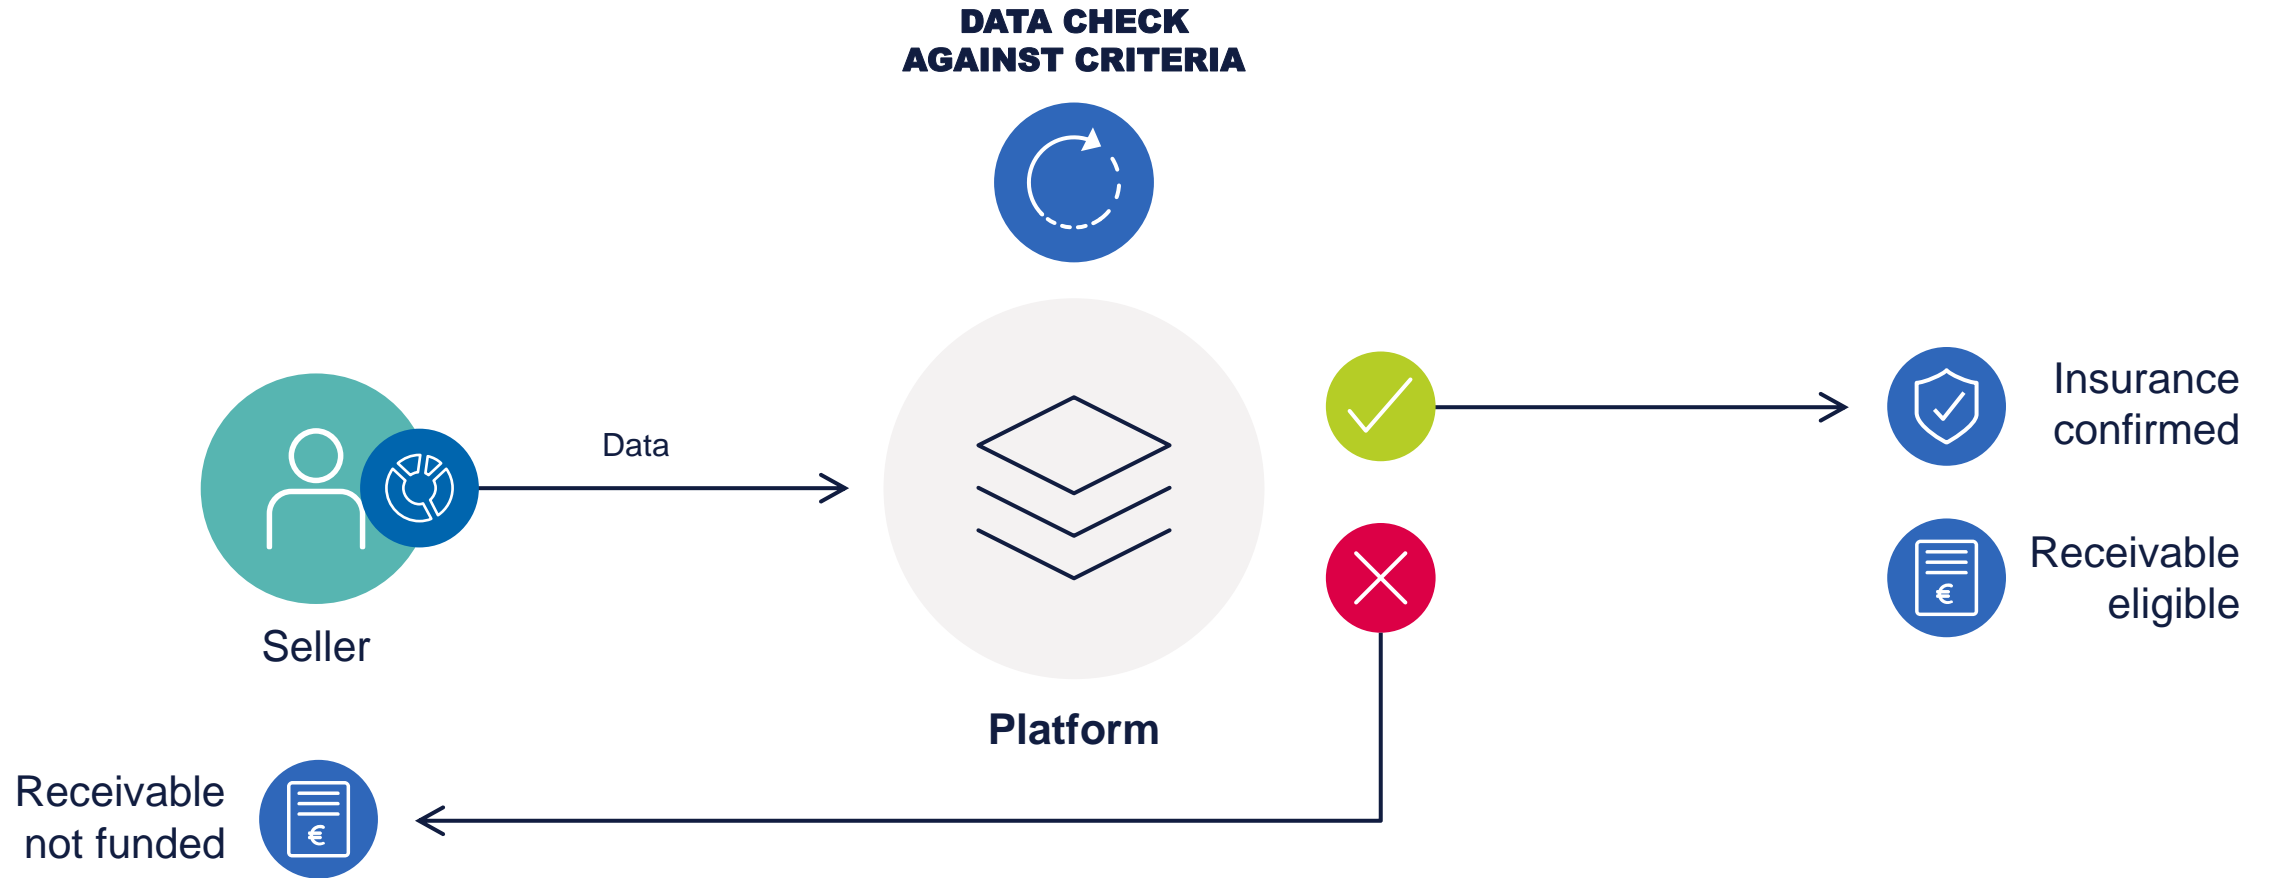 DATA CHECK
AGAINST CRITERIA
Data
Seller
Platform
Insurance
confirmed
Receivable
eligible
Receivable
not funded
€
€